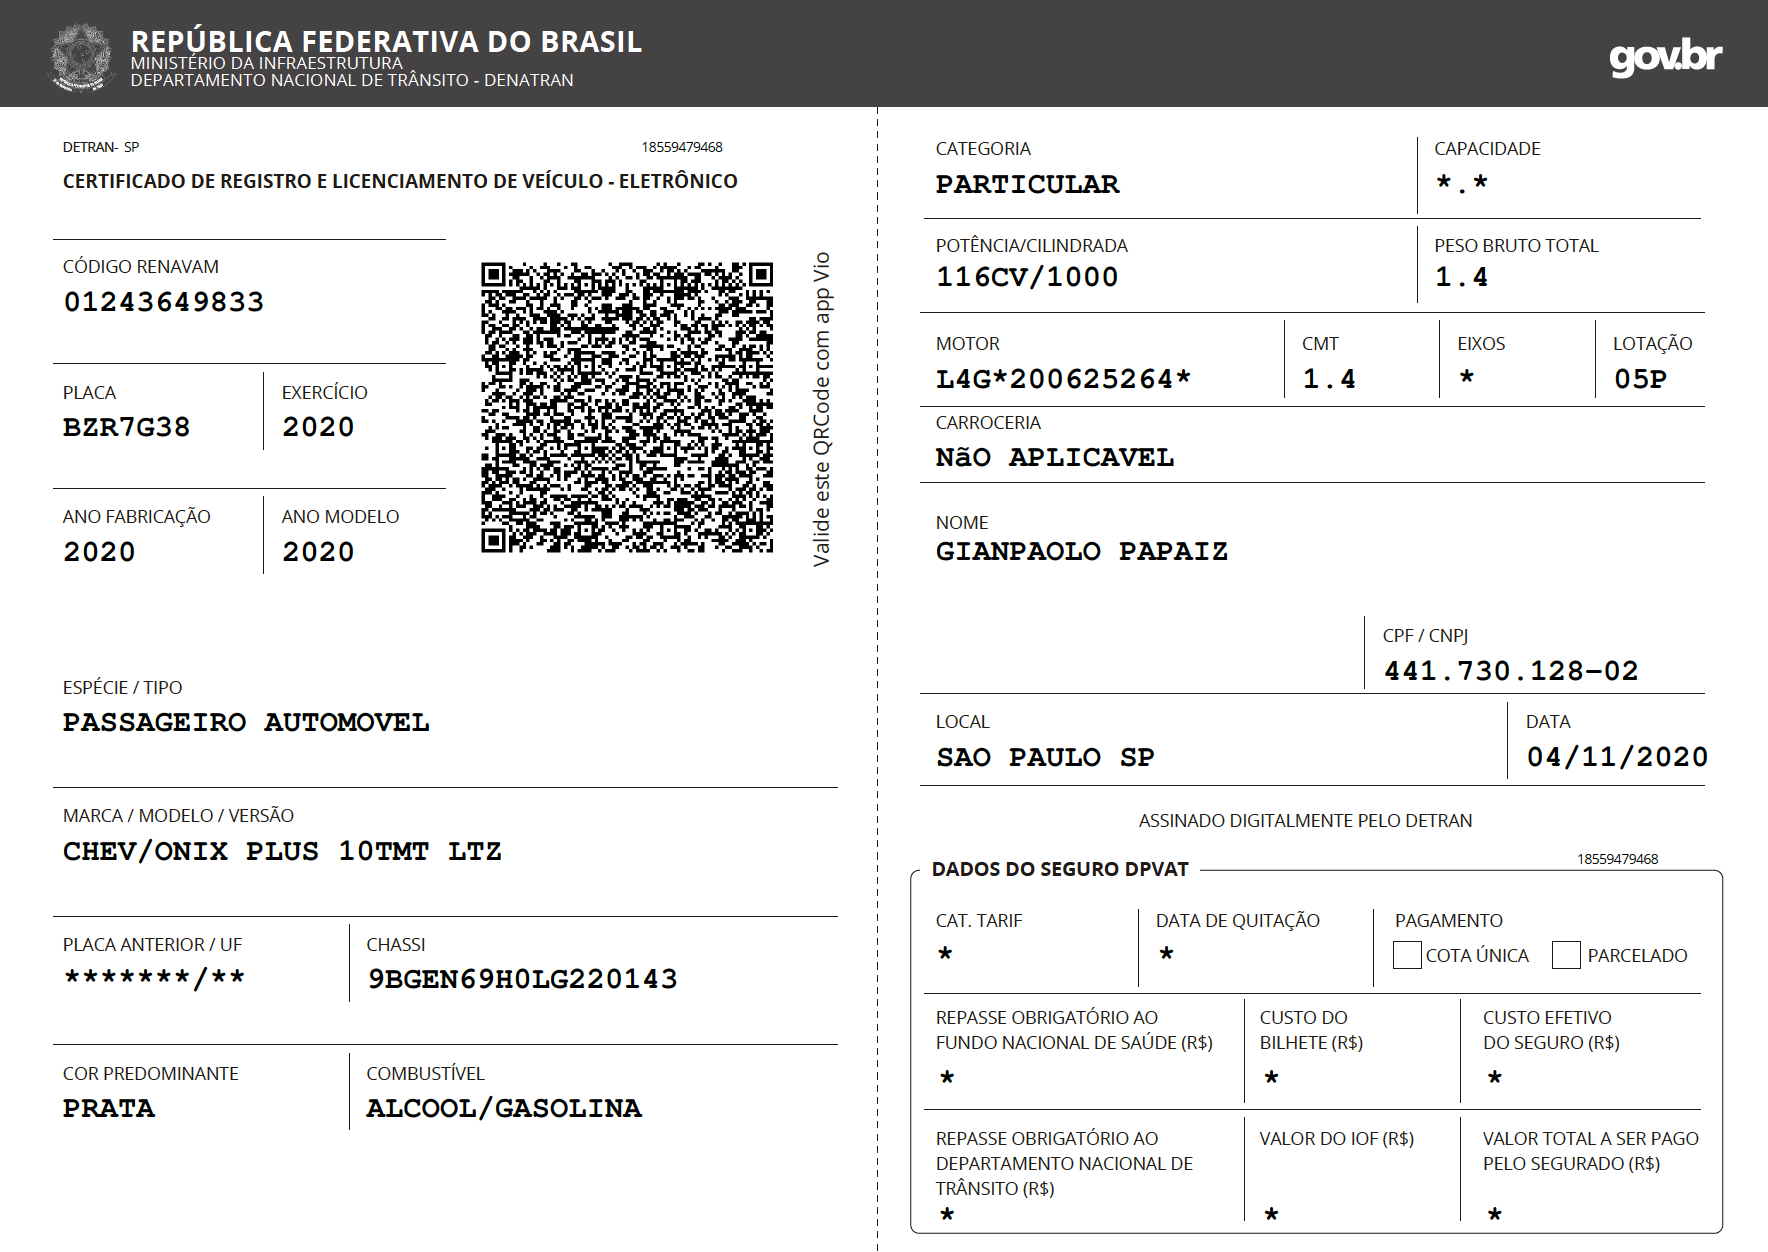 REPÚBLICA FEDERATIVA DO BRASIL
MINISTÉRIO DA INFRAESTRUTURA
DEPARTAMENTO NACIONAL DE TRÂNSITO - DENATRAN
gov.br
DETRAN- SP 18559479468
CERTIFICADO DE REGISTRO E LICENCIAMENTO DE VEÍCULO - ELETRÔNICO
CÓDIGO RENAVAM
01243649833
PLACA EXERCÍCIO
BZR7G38 2020
ANO FABRICAÇÃO ANO MODELO
2020 2020
Valide este QRCode com app Vio
ESPÉCIE / TIPO
PASSAGEIRO AUTOMOVEL
MARCA / MODELO / VERSÃO
CHEV/ONIX PLUS 10TMT LTZ
PLACA ANTERIOR / UF CHASSI
*******/** 9BGEN69H0LG220143
COR PREDOMINANTE COMBUSTÍVEL
PRATA ALCOOL/GASOLINA
CATEGORIA CAPACIDADE
PARTICULAR *.*
POTÊNCIA/CILINDRADA PESO BRUTO TOTAL
116CV/1000 1.4
MOTOR CMT EIXOS LOTAÇÃO
L4G*200625264* 1.4 * 05P
CARROCERIA
NãO APLICAVEL
NOME
GIANPAOLO PAPAIZ
CPF / CNPJ
441.730.128-02
LOCAL DATA
SAO PAULO SP 04/11/2020
ASSINADO DIGITALMENTE PELO DETRAN
18559479468
DADOS DO SEGURO DPVAT
CAT. TARIF DATA DE QUITAÇÃO PAGAMENTO
* * COTA ÚNICA PARCELADO
REPASSE OBRIGATÓRIO AO CUSTO DO CUSTO EFETIVO
FUNDO NACIONAL DE SAÚDE (R$) BILHETE (R$) DO SEGURO (R$)
* * *
REPASSE OBRIGATÓRIO AO VALOR DO IOF (R$) VALOR TOTAL A SER PAGO
DEPARTAMENTO NACIONAL DE PELO SEGURADO (R$)
TRÂNSITO (R$)
* * *